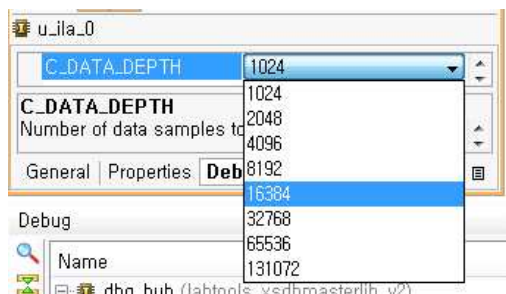 u_ila_0
C_DATA_DEPTH 1024
1024
2048
4096
8192
16384
32768
65536
131072
C_DATA_DEPTH
Number of data samples to
General Properties Deb
Debug
Name
dbg_hub (labtools_xsdbmasterlib_v2)